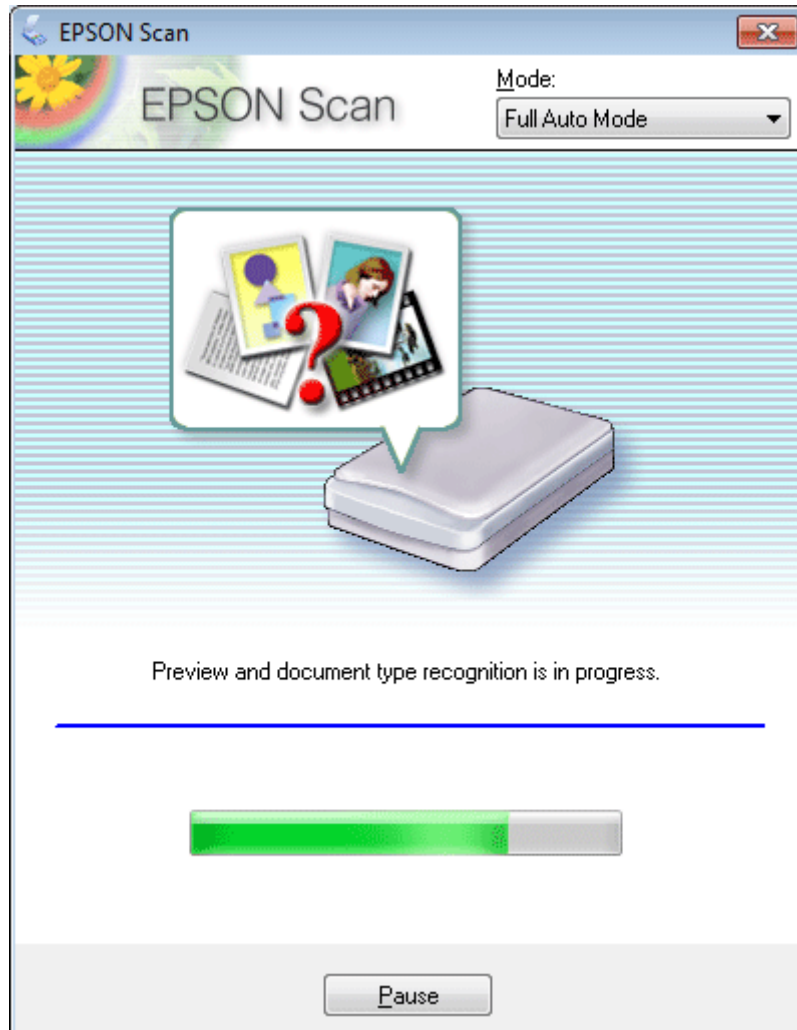 EPSON Scan
EPSON Scan
Mode:
Full Auto Mode
Preview and document type recognition is in progress.
Pause